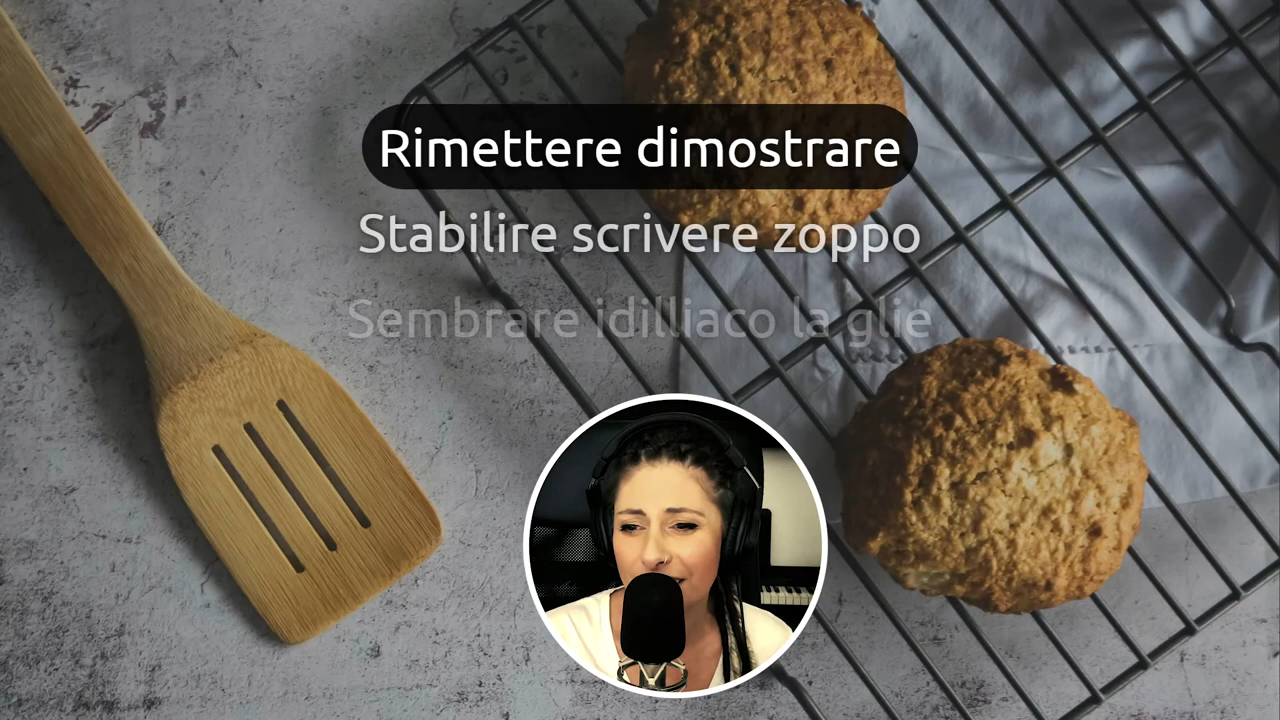 Rimettere dimostrare
Stabilire scrivere zoppo
Sembrare idilliaco la glie